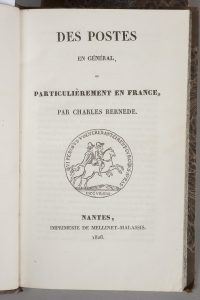 DES POSTES
EN GÉNÉRAL,
ET
PARTICULIÈREMENT EN FRANCE,
PAR CHARLES BERNEDE.
NANTES,
IMPRIMERIE DE MELLINET-MALASSIS.
1826.